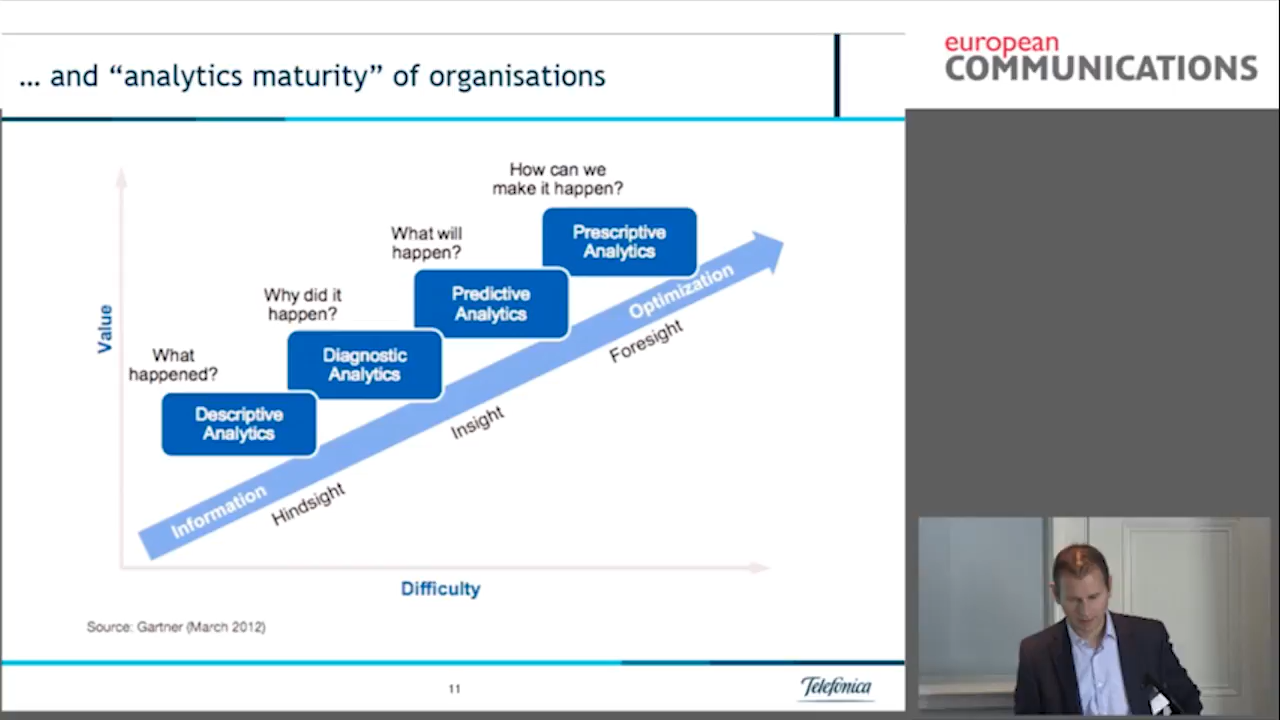 ... and “analytics maturity” of organisations
european
COMMUNICATIONS
How can we
make it happen?
Prescriptive
Analytics
What will
happen?
Predictive
Analytics
Why did it
happen?
Diagnostic
Analytics
What
happened?
Descriptive
Analytics
Value
Information
Optimization
Hindsight
Insight
Foresight
Difficulty
Source: Gartner (March 2012)
11
Telefónica